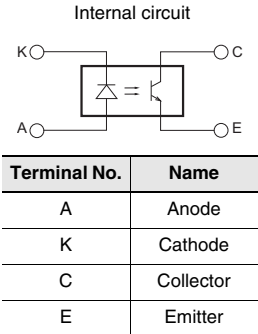 Internal circuit
K C
A E
Terminal No. Name
A Anode
K Cathode
C Collector
E Emitter